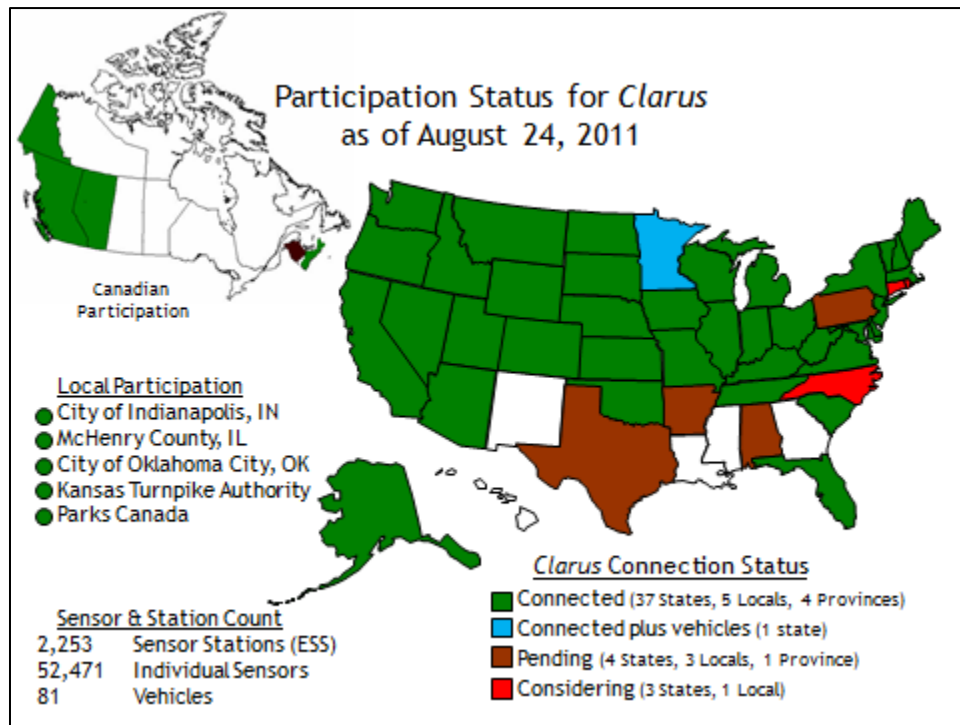 Participation Status for Clarus
as of August 24, 2011
Canadian
Participation
Local Participation
City of Indianapolis, IN
McHenry County, IL
City of Oklahoma City, OK
Kansas Turnpike Authority
Parks Canada
Sensor & Station Count
2,253 Sensor Stations (ESS)
52,471 Individual Sensors
81 Vehicles
Clarus Connection Status
Connected (37 States, 5 Locals, 4 Provinces)
Connected plus vehicles (1 state)
Pending (4 States, 3 Locals, 1 Province)
Considering (3 States, 1 Local)